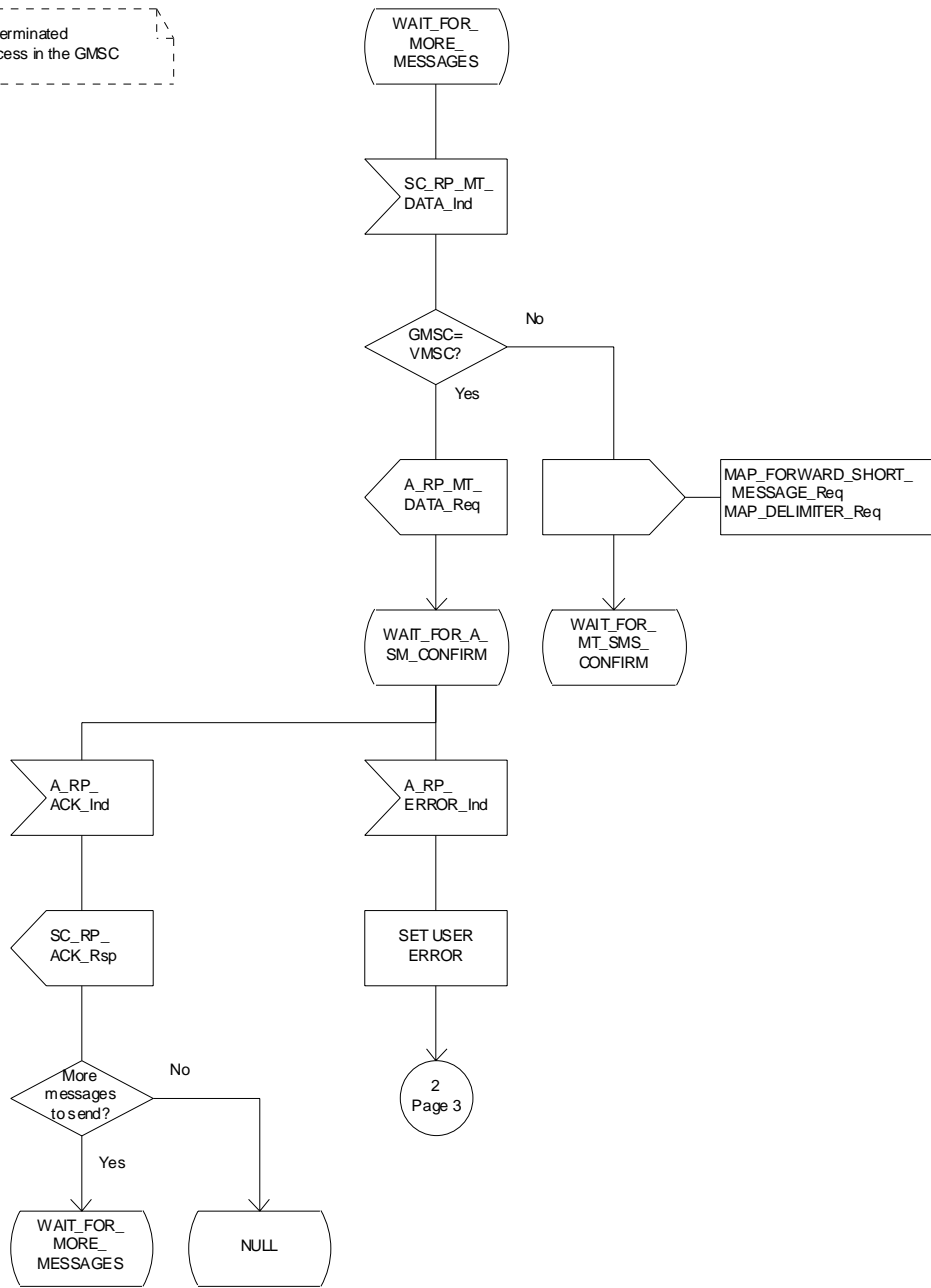 erminated
cess in the GMSC
WAIT_FOR_
MORE_
MESSAGES
SC_RP_MT_
DATA_Ind
GMSC=
VMSC?
No
Yes
A_RP_MT_
DATA_Req
MAP_FORWARD_SHORT_
MESSAGE_Req
MAP_DELIMITER_Req
WAIT_FOR_A_
SM_CONFIRM
WAIT_FOR_
MT_SMS_
CONFIRM
A_RP_
ACK_Ind
A_RP_
ERROR_Ind
SC_RP_
ACK_Rsp
SET USER
ERROR
More
messages
to send?
No
Yes
2
Page 3
WAIT_FOR_
MORE_
MESSAGES
NULL